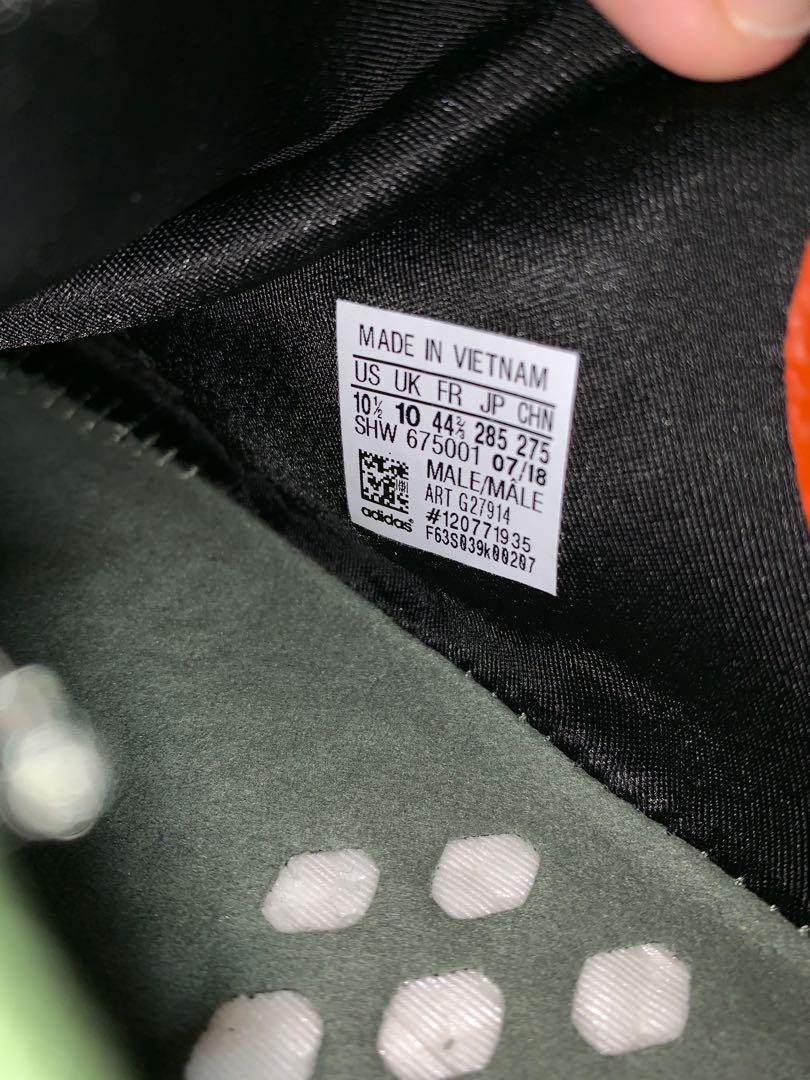 MADE IN VIETNAM
US UK FR JP CHN
10½ 10 44⅔ 285 275
SHW 675001 07/18
MALE/MÂLE
ART G27914
#120771935
F63S039k00207
adidas